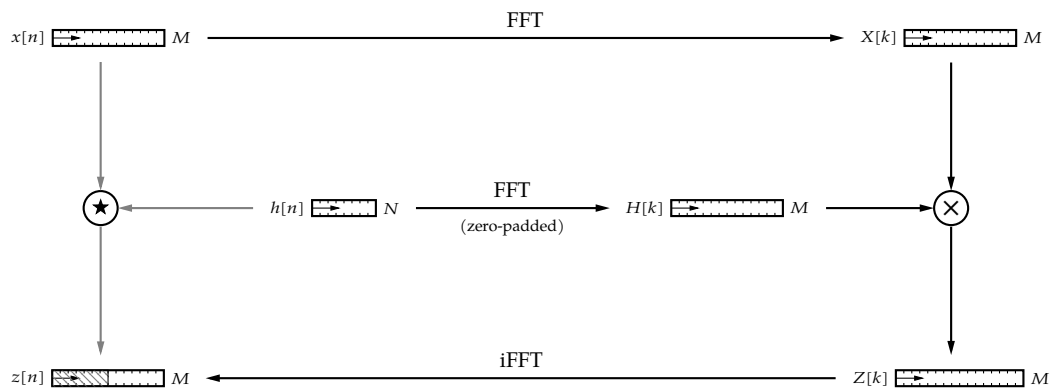 x[n] M FFT X[k] M
★ h[n] N FFT (zero-padded) H[k] M ×
z[n] M iFFT Z[k] M